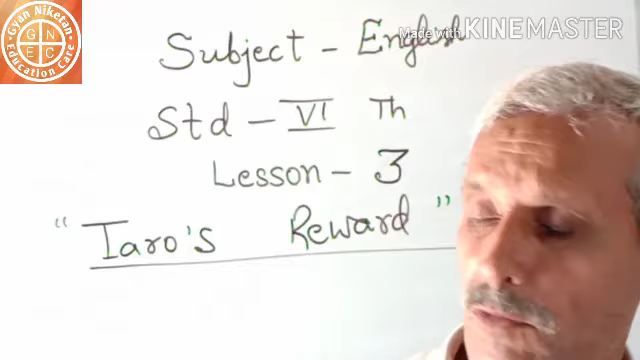 Gyan Niketan
G N
E C
Education Care
Made with KINEMASTER
Subject - English
Std - VI Th
Lesson - 3
" Taro's Reward "